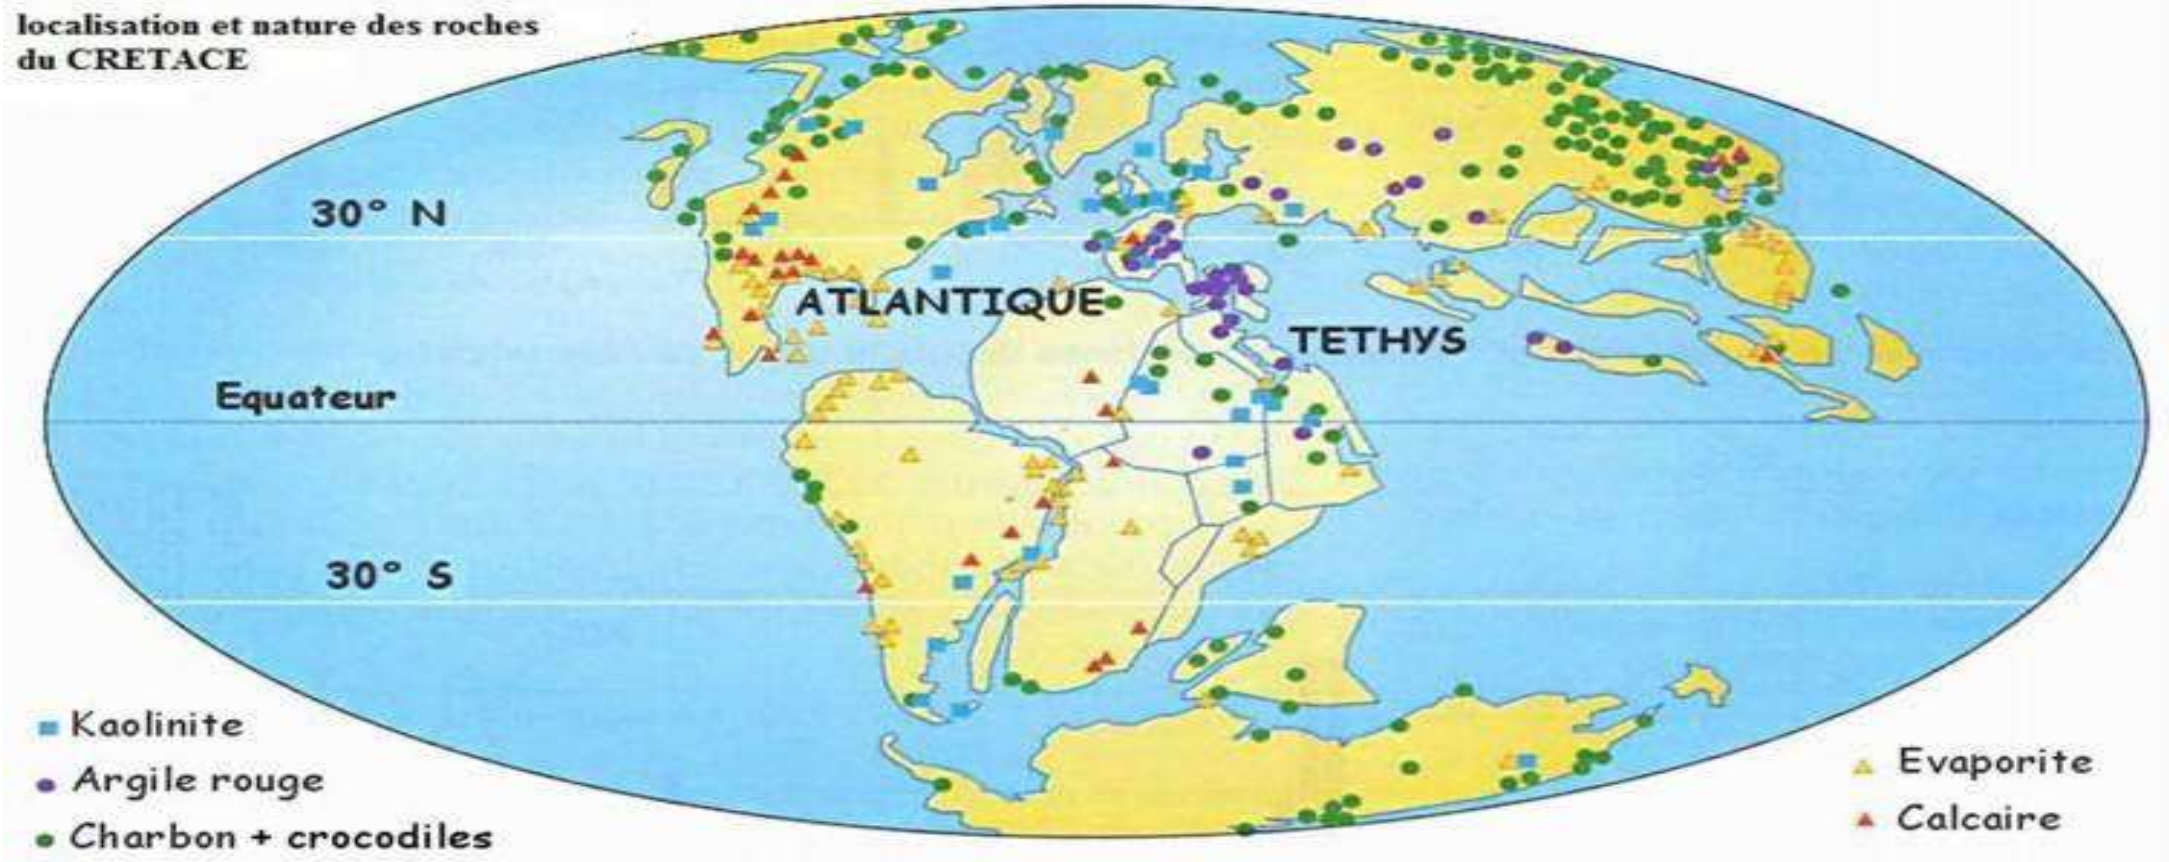 localisation et nature des roches
du CRETACE
30° N
ATLANTIQUE
TETHYS
Equateur
30° S
Kaolinite
Argile rouge
Charbon + crocodiles
Evaporite
Calcaire